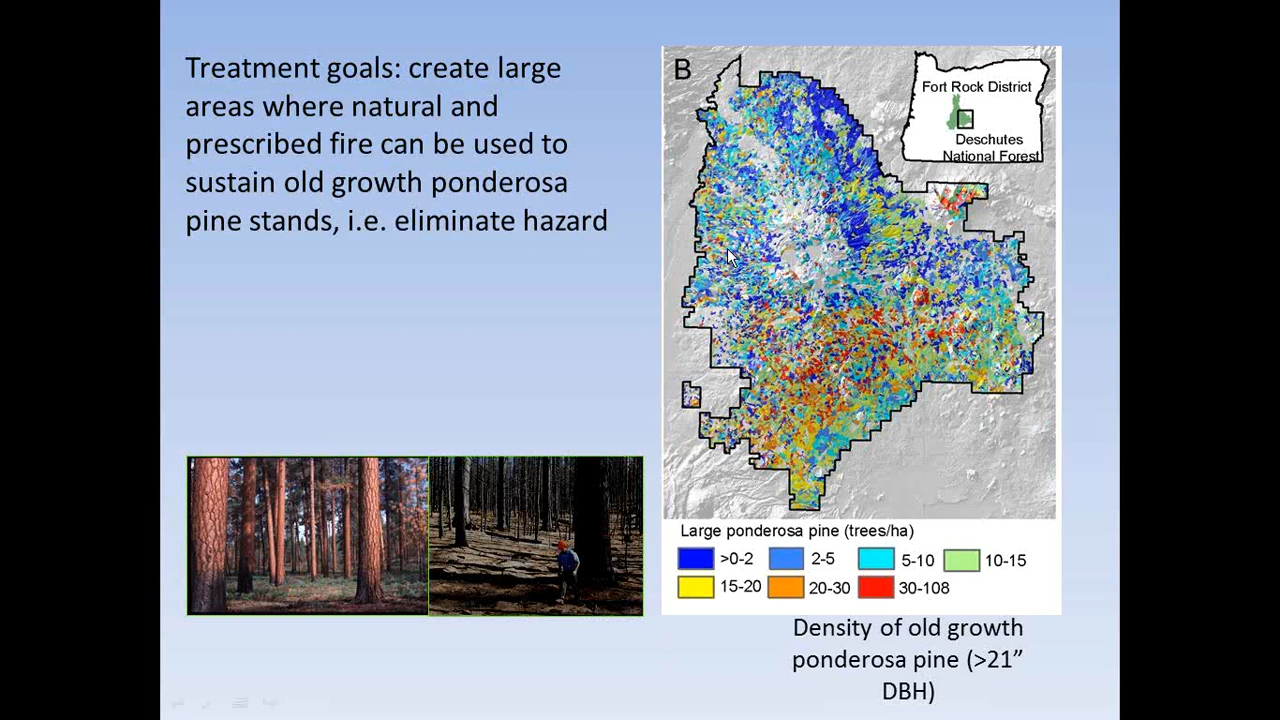 Treatment goals: create large
areas where natural and
prescribed fire can be used to
sustain old growth ponderosa
pine stands, i.e. eliminate hazard
B
Fort Rock District
Deschutes
National Forest
Large ponderosa pine (trees/ha)
>0-2
2-5
5-10
10-15
15-20
20-30
30-108
Density of old growth
ponderosa pine (>21”
DBH)